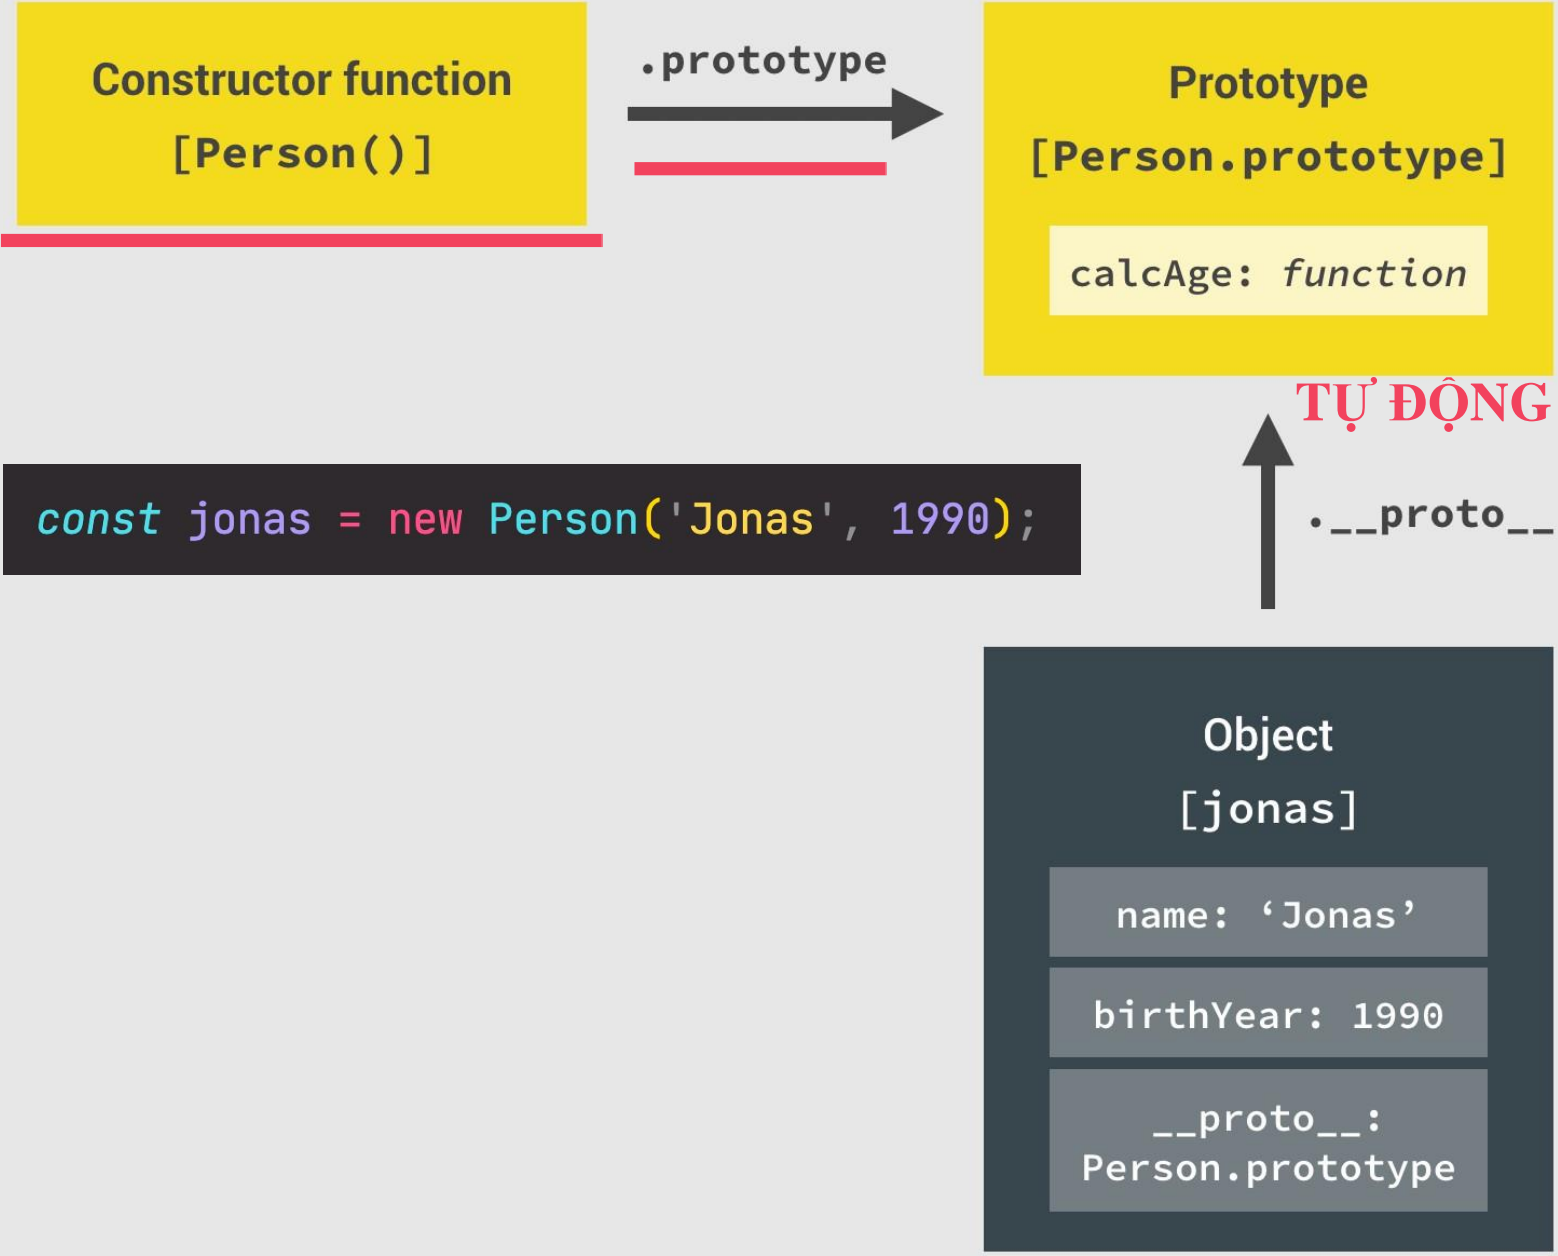 Constructor function
[Person()]
.prototype
Prototype
[Person.prototype]
calcAge: function
TỰ ĐỘNG
.__proto__
const jonas = new Person('Jonas', 1990);
Object
[jonas]
name: ‘Jonas’
birthYear: 1990
__proto__:
Person.prototype